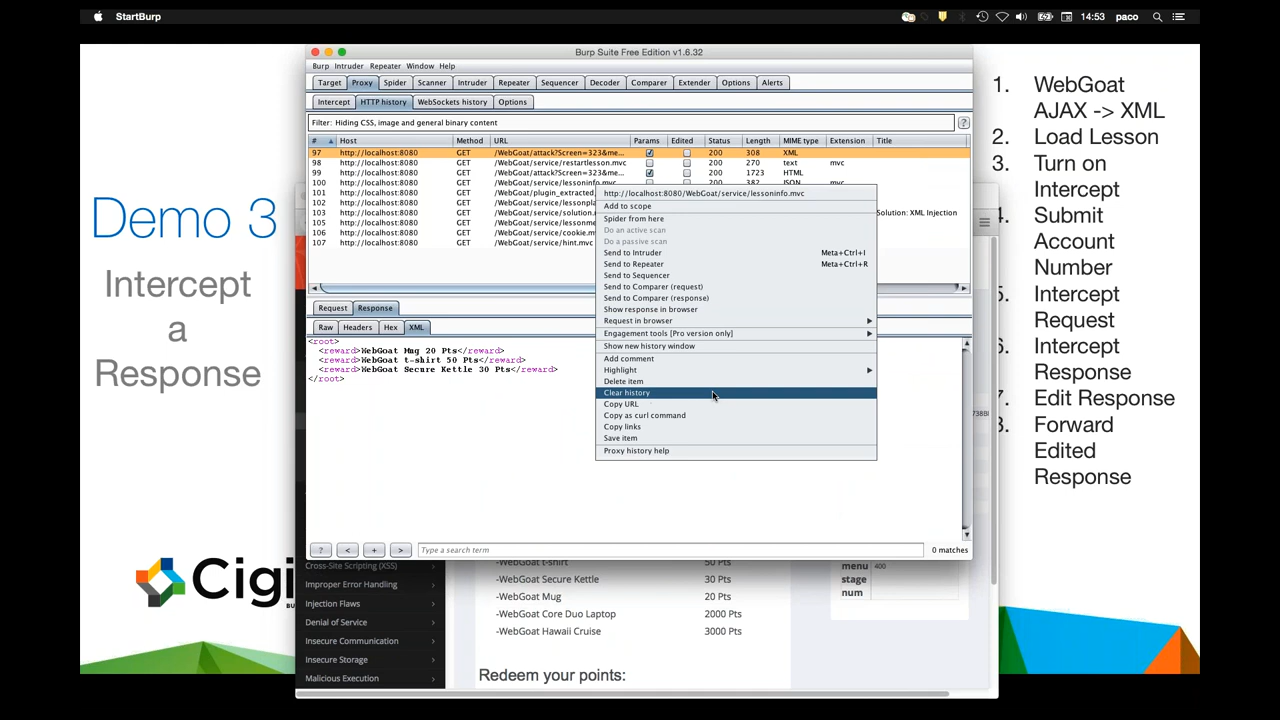 StartBurp
14:53
paco
Burp Suite Free Edition v1.6.32
Burp Intruder Repeater Window Help
Target Proxy Spider Scanner Intruder Repeater Sequencer Decoder Comparer Extender Options Alerts
Intercept HTTP history WebSockets history Options
Filter: Hiding CSS, image and general binary content
?
# Host Method URL Params Edited Status Length MIME type Extension Title
97 http://localhost:8080 GET /WebGoat/attack?Screen=323&me... 200 308 XML
98 http://localhost:8080 GET /WebGoat/service/restartlesson.mvc 200 270 text mvc
99 http://localhost:8080 GET /WebGoat/attack?Screen=323&me... 200 1723 HTML
100 http://localhost:8080 GET /WebGoat/service/lessoninfo.mvc 200 382 JSON mvc
101 http://localhost:8080 GET /WebGoat/plugin_extracted
102 http://localhost:8080 GET /WebGoat/service/lessonpla
103 http://localhost:8080 GET /WebGoat/service/solution. Solution: XML Injection
105 http://localhost:8080 GET /WebGoat/service/lessonme
106 http://localhost:8080 GET /WebGoat/service/cookie.m
107 http://localhost:8080 GET /WebGoat/service/hint.mvc
http://localhost:8080/WebGoat/service/lessoninfo.mvc
Add to scope
Spider from here
Do an active scan
Do a passive scan
Send to Intruder Meta+Ctrl+I
Send to Repeater Meta+Ctrl+R
Send to Sequencer
Send to Comparer (request)
Send to Comparer (response)
Show response in browser
Request in browser
Engagement tools [Pro version only]
Show new history window
Add comment
Highlight
Delete item
Clear history
Copy URL
Copy as curl command
Copy links
Save item
Proxy history help
Request Response
Raw Headers Hex XML
<root>
<reward>WebGoat Mug 20 Pts</reward>
<reward>WebGoat t-shirt 50 Pts</reward>
<reward>WebGoat Secure Kettle 30 Pts</reward>
</root>
? < + > Type a search term 0 matches
Demo 3
Intercept
a
Response
Cigi
1. WebGoat
AJAX -> XML
2. Load Lesson
3. Turn on
Intercept
4. Submit
Account
Number
5. Intercept
Request
6. Intercept
Response
7. Edit Response
8. Forward
Edited
Response
Cross-Site Scripting (XSS)
Improper Error Handling
Injection Flaws
Denial of Service
Insecure Communication
Insecure Storage
Malicious Execution
-WebGoat t-shirt 50 Pts
-WebGoat Secure Kettle 30 Pts
-WebGoat Mug 20 Pts
-WebGoat Core Duo Laptop 2000 Pts
-WebGoat Hawaii Cruise 3000 Pts
Redeem your points:
menu 400
stage
num